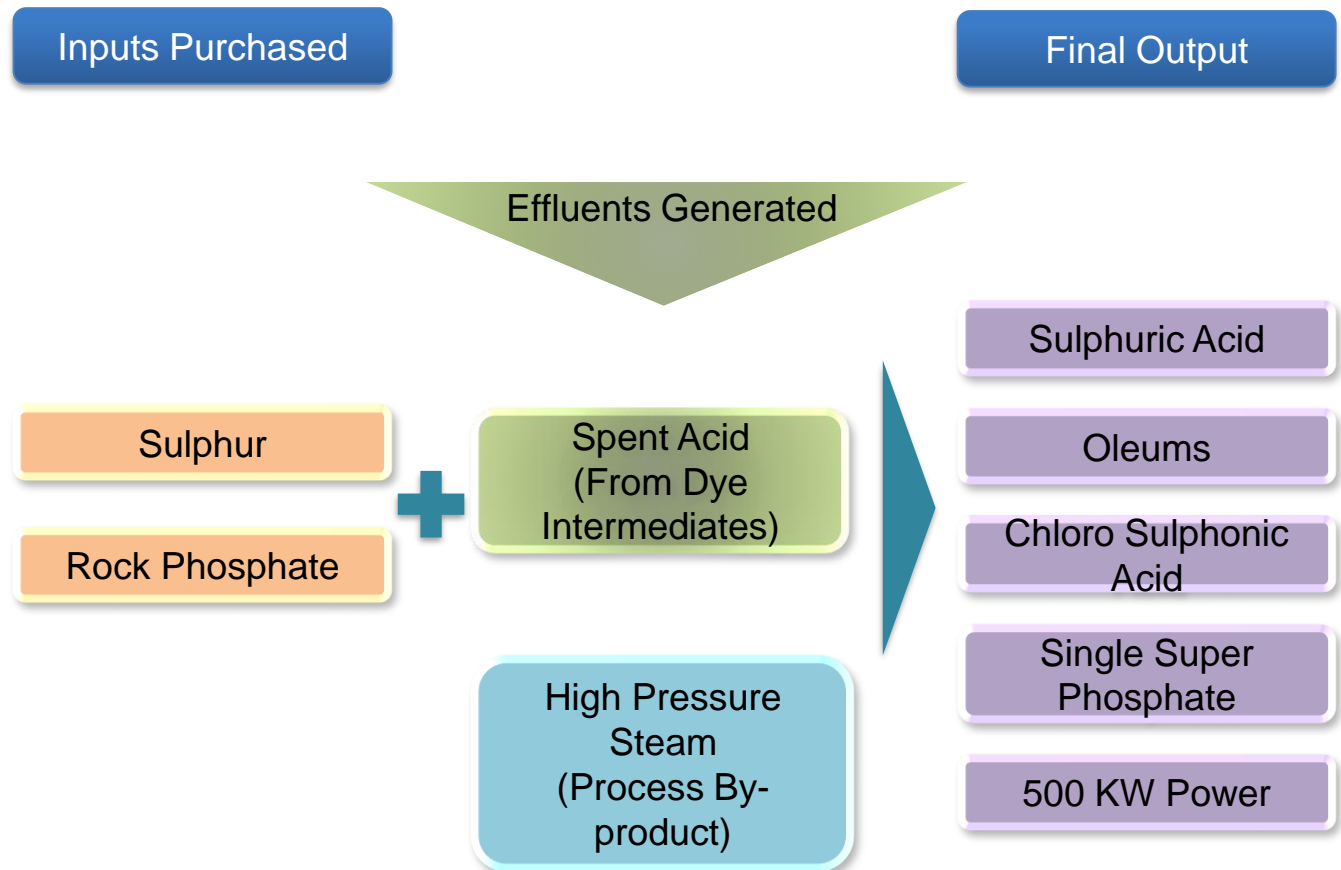 Inputs Purchased
Final Output
Effluents Generated
Sulphur
Rock Phosphate
Spent Acid
(From Dye
Intermediates)
High Pressure
Steam
(Process By-
product)
Sulphuric Acid
Oleums
Chloro Sulphonic
Acid
Single Super
Phosphate
500 KW Power